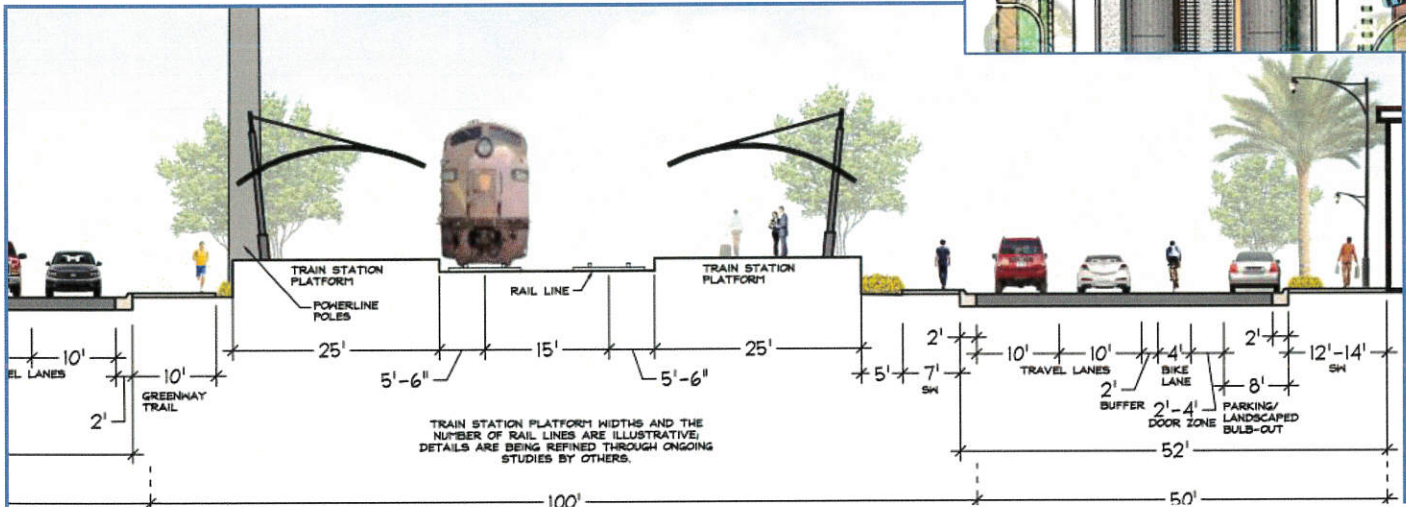 TRAIN STATION
PLATFORM
POWERLINE
POLES
RAIL LINE
TRAIN STATION
PLATFORM
10'
EL LANES
2'
10'
GREENWAY
TRAIL
25'
5'-6"
15'
5'-6"
25'
5'
7'
SW
2'
10'
10'
TRAVEL LANES
2'
BUFFER
4'
BIKE
LANE
2'-4'
DOOR ZONE
2'
8'
PARKING/
LANDSCAPED
BULB-OUT
12'-14'
SW
TRAIN STATION PLATFORM WIDTHS AND THE
NUMBER OF RAIL LINES ARE ILLUSTRATIVE;
DETAILS ARE BEING REFINED THROUGH ONGOING
STUDIES BY OTHERS.
52'
100'
50'